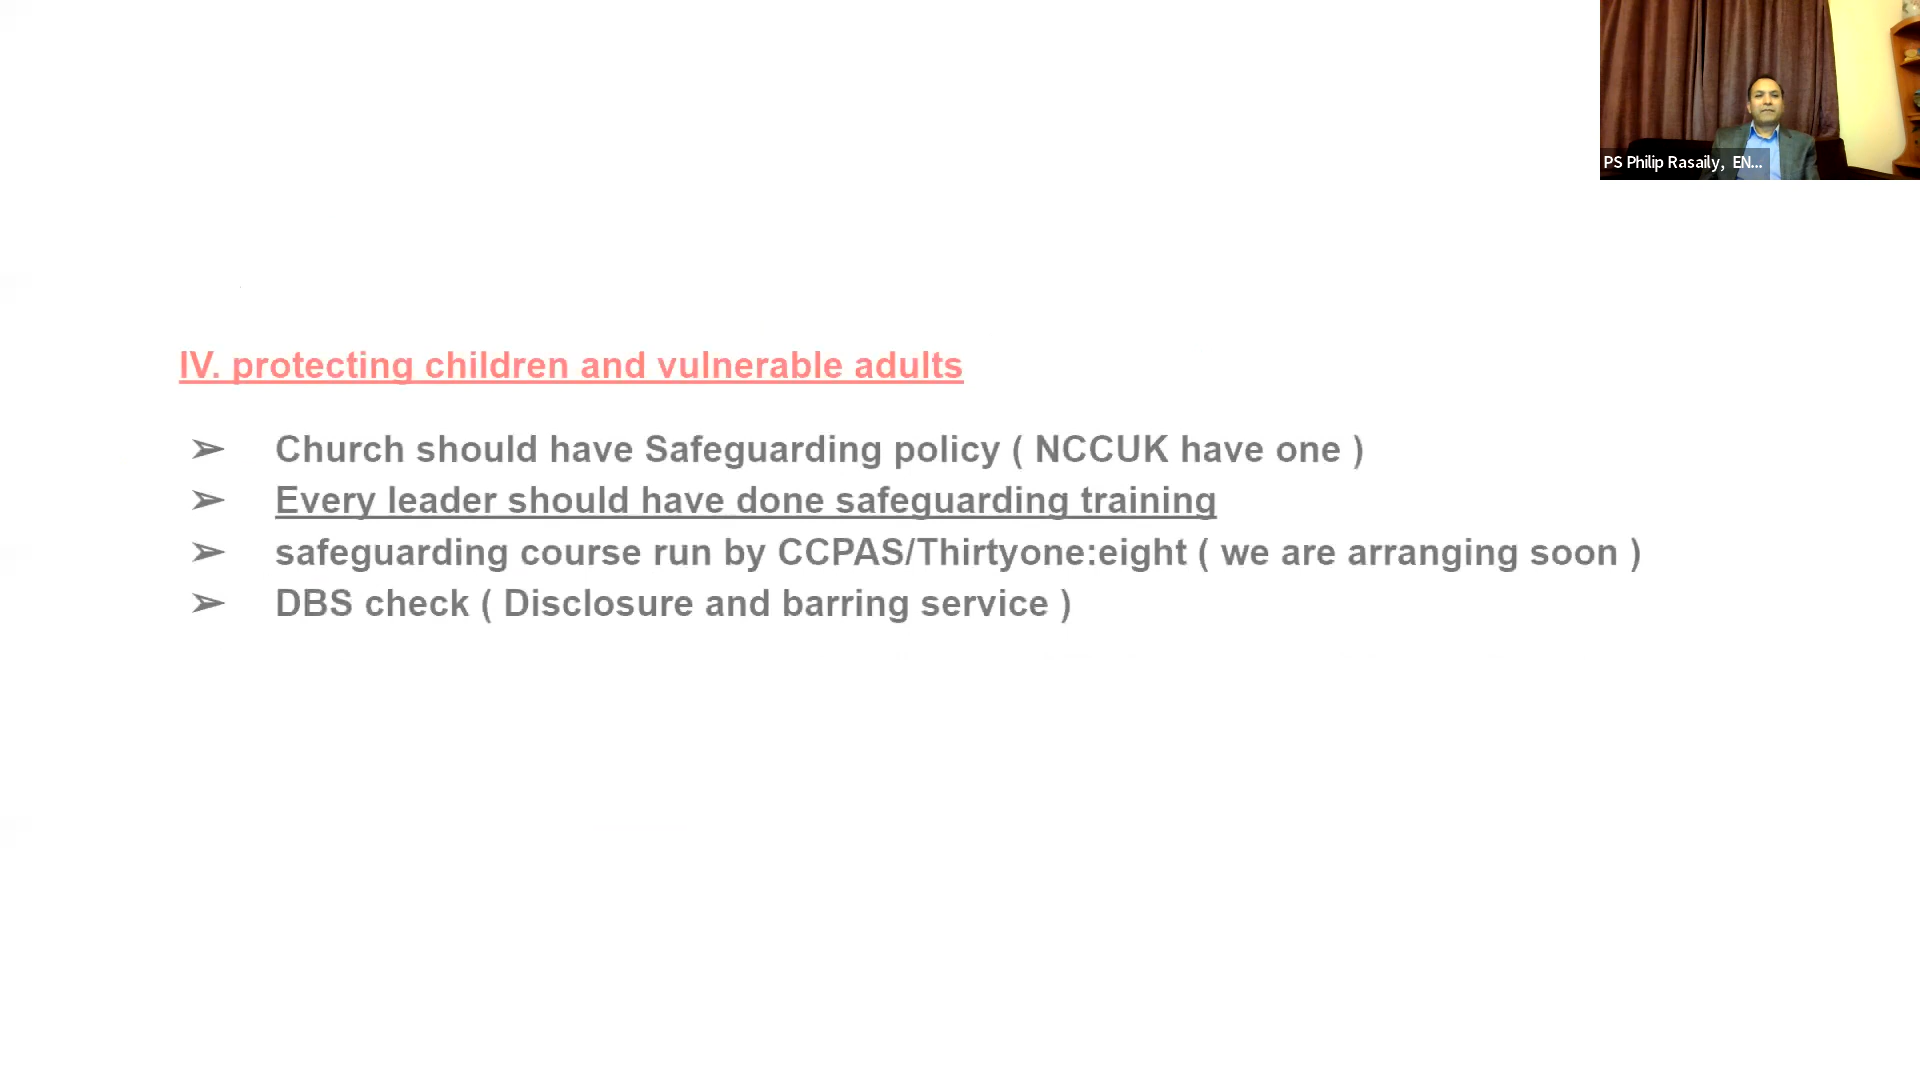 PS Philip Rasaily, EN...
IV. protecting children and vulnerable adults
➢ Church should have Safeguarding policy ( NCCUK have one )
➢ Every leader should have done safeguarding training
➢ safeguarding course run by CCPAS/Thirtyone:eight ( we are arranging soon )
➢ DBS check ( Disclosure and barring service )